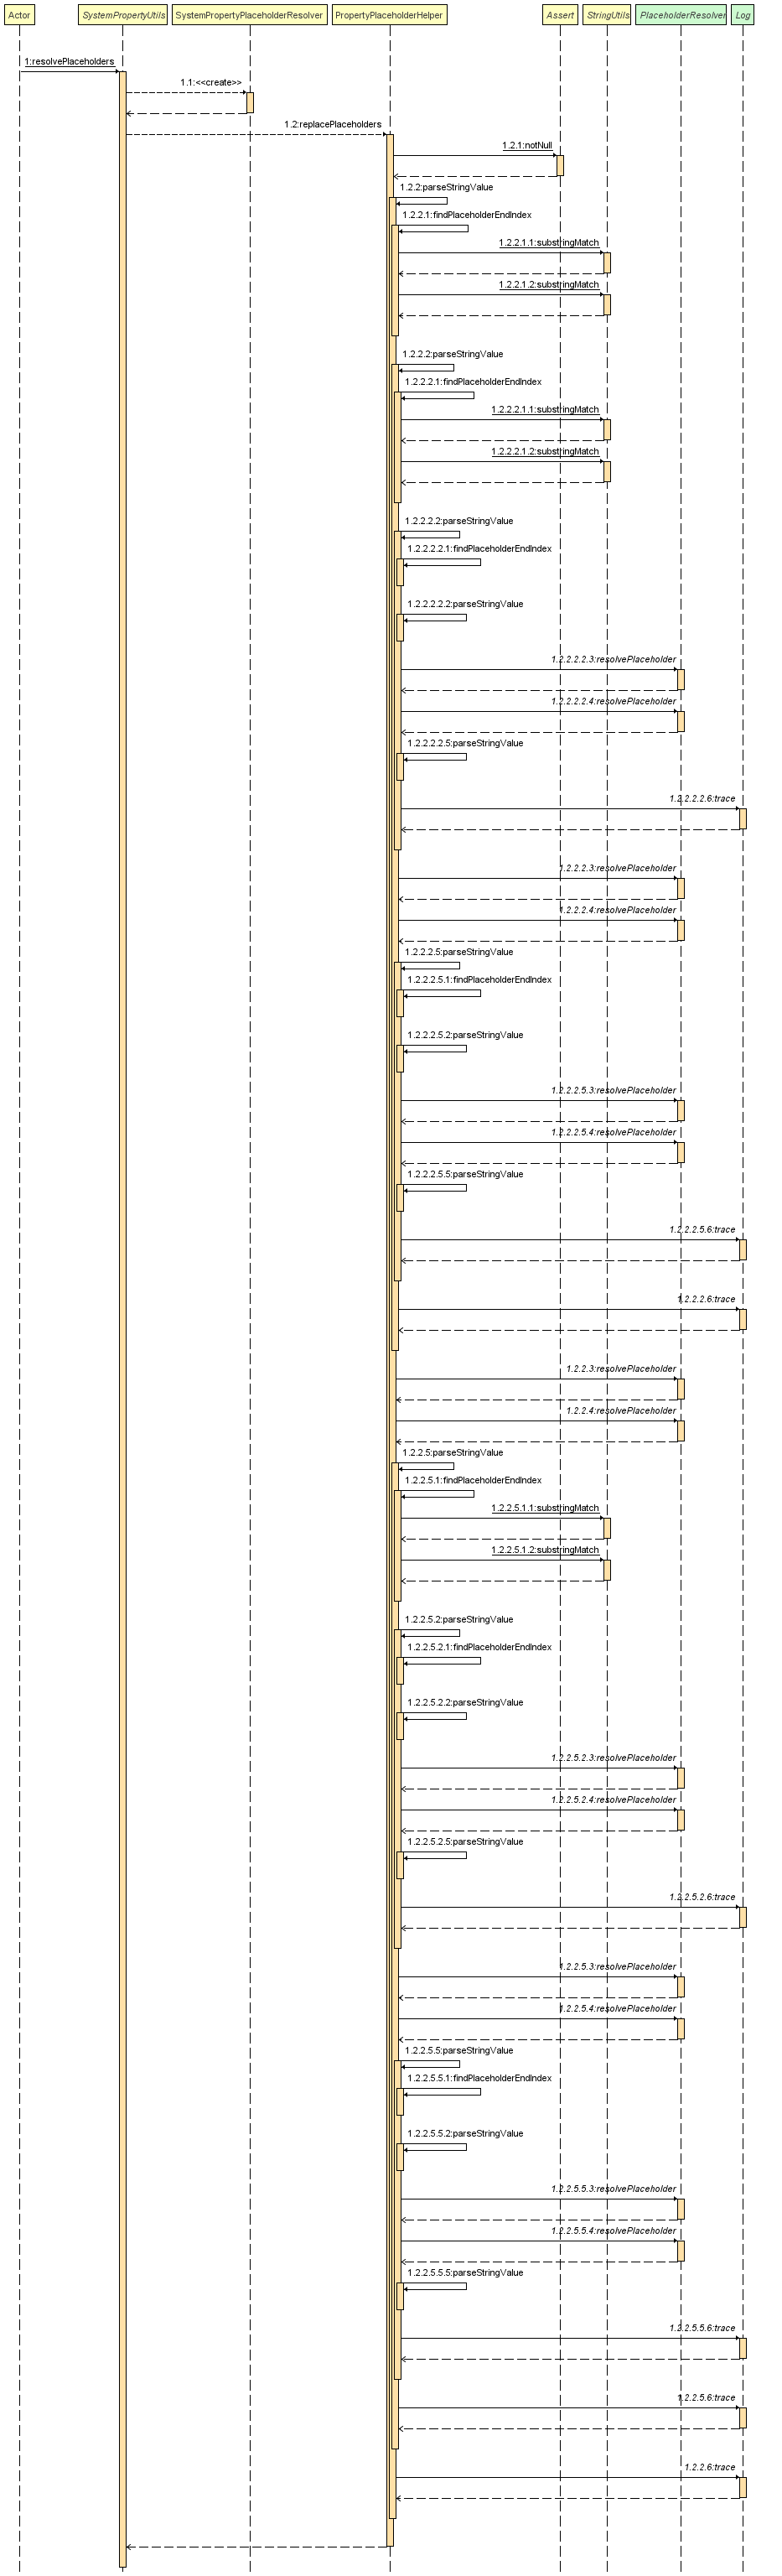 Actor
SystemPropertyUtils
SystemPropertyPlaceholderResolver
PropertyPlaceholderHelper
Assert
StringUtils
PlaceholderResolver
Log
1:resolvePlaceholders
1.1:<<create>>
1.2:replacePlaceholders
1.2.1:notNull
1.2.2:parseStringValue
1.2.2.1:findPlaceholderEndIndex
1.2.2.1.1:substringMatch
1.2.2.1.2:substringMatch
1.2.2.2:parseStringValue
1.2.2.2.1:findPlaceholderEndIndex
1.2.2.2.1.1:substringMatch
1.2.2.2.1.2:substringMatch
1.2.2.2.2:parseStringValue
1.2.2.2.2.1:findPlaceholderEndIndex
1.2.2.2.2.2:parseStringValue
1.2.2.2.2.3:resolvePlaceholder
1.2.2.2.2.4:resolvePlaceholder
1.2.2.2.2.5:parseStringValue
1.2.2.2.2.6:trace
1.2.2.2.3:resolvePlaceholder
1.2.2.2.4:resolvePlaceholder
1.2.2.2.5:parseStringValue
1.2.2.2.5.1:findPlaceholderEndIndex
1.2.2.2.5.2:parseStringValue
1.2.2.2.5.3:resolvePlaceholder
1.2.2.2.5.4:resolvePlaceholder
1.2.2.2.5.5:parseStringValue
1.2.2.2.5.6:trace
1.2.2.2.6:trace
1.2.2.3:resolvePlaceholder
1.2.2.4:resolvePlaceholder
1.2.2.5:parseStringValue
1.2.2.5.1:findPlaceholderEndIndex
1.2.2.5.1.1:substringMatch
1.2.2.5.1.2:substringMatch
1.2.2.5.2:parseStringValue
1.2.2.5.2.1:findPlaceholderEndIndex
1.2.2.5.2.2:parseStringValue
1.2.2.5.2.3:resolvePlaceholder
1.2.2.5.2.4:resolvePlaceholder
1.2.2.5.2.5:parseStringValue
1.2.2.5.2.6:trace
1.2.2.5.3:resolvePlaceholder
1.2.2.5.4:resolvePlaceholder
1.2.2.5.5:parseStringValue
1.2.2.5.5.1:findPlaceholderEndIndex
1.2.2.5.5.2:parseStringValue
1.2.2.5.5.3:resolvePlaceholder
1.2.2.5.5.4:resolvePlaceholder
1.2.2.5.5.5:parseStringValue
1.2.2.5.5.6:trace
1.2.2.5.6:trace
1.2.2.6:trace